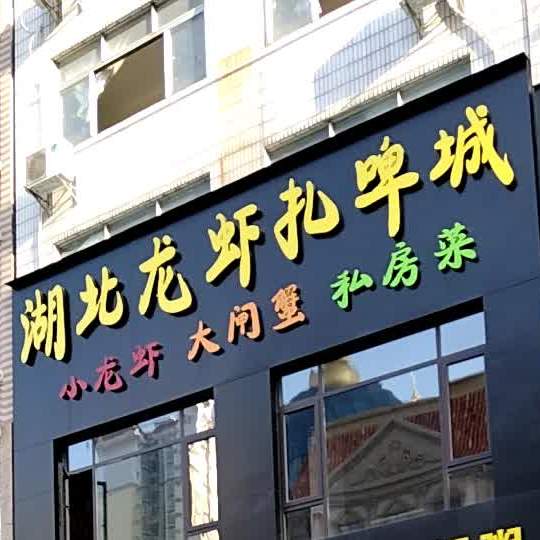 湖北龙虾扎啤城
小龙虾 大闸蟹 私房菜